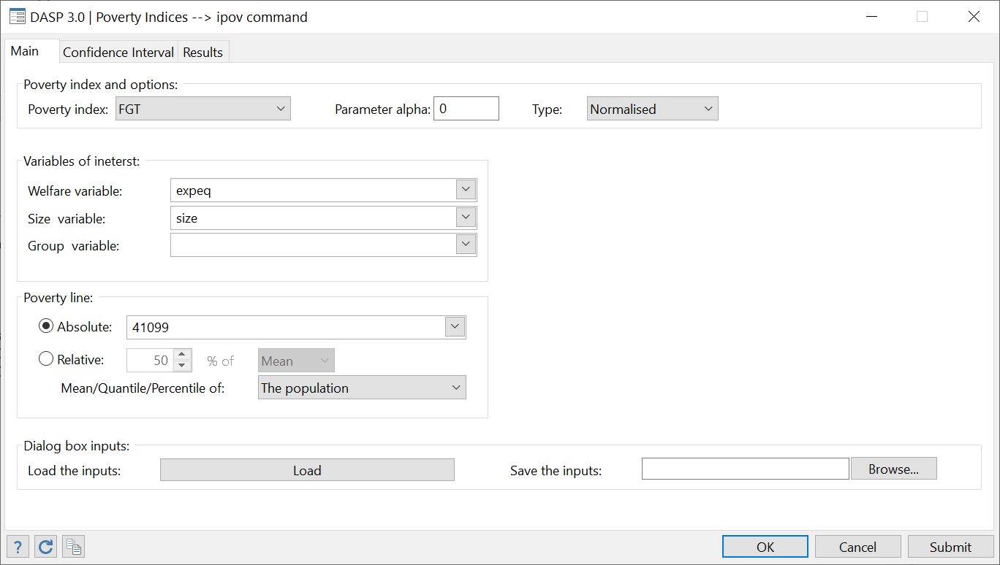 DASP 3.0 | Poverty Indices --> ipov command
Main Confidence Interval Results
Poverty index and options:
Poverty index: FGT Parameter alpha: 0 Type: Normalised
Variables of ineterst:
Welfare variable: expeq
Size variable: size
Group variable:
Poverty line:
Absolute: 41099
Relative: 50 % of Mean
Mean/Quantile/Percentile of: The population
Dialog box inputs:
Load the inputs: Load Save the inputs: Browse...
? OK Cancel Submit